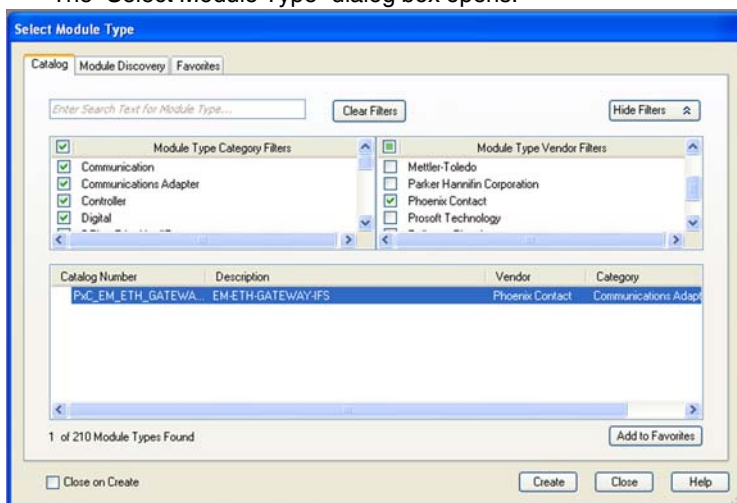 The "Select Module Type" dialog box opens.
Select Module Type
Catalog Module Discovery Favorites
Enter Search Text for Module Type... Clear Filters Hide Filters
Module Type Category Filters
Communication
Communications Adapter
Controller
Digital
Module Type Vendor Filters
Mettler-Toledo
Parker Hannifin Corporation
Phoenix Contact
Prosoft Technology
Catalog Number Description Vendor Category
PxC_EM_ETH_GATEWA... EM-ETH-GATEWAY-IFS Phoenix Contact Communications Adapt
1 of 210 Module Types Found Add to Favorites
Close on Create Create Close Help